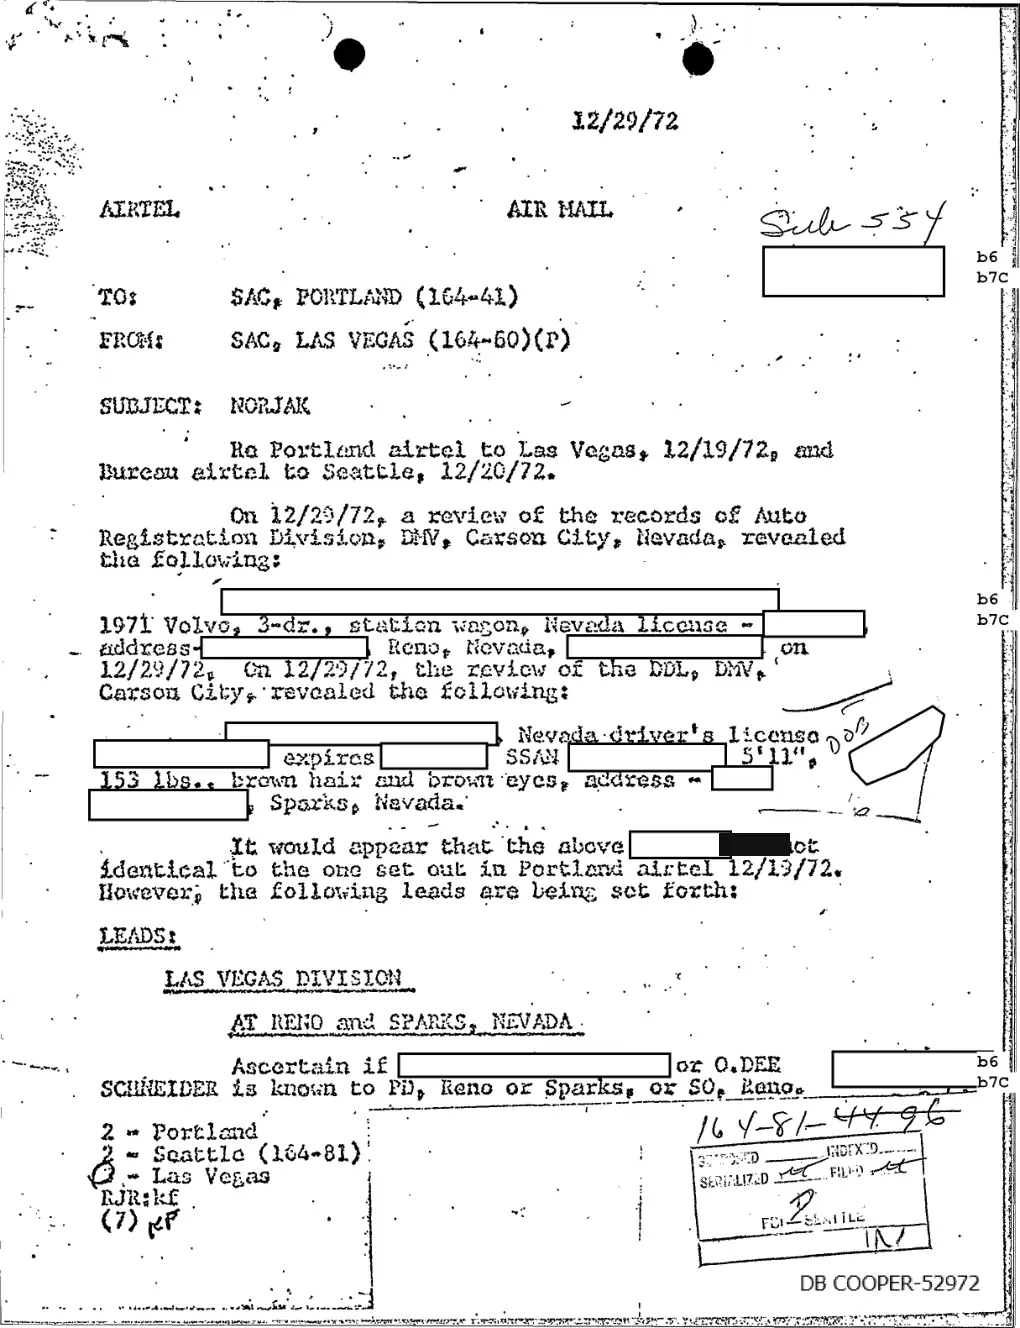 12/29/72
AIRTEL AIR MAIL
Sub 554
b6
b7C
TO: SAC, PORTLAND (164-41)
FROM: SAC, LAS VEGAS (164-60)(P)
SUBJECT: NORJAK
Re Portland airtel to Las Vegas, 12/19/72, and
Bureau airtel to Seattle, 12/20/72.
On 12/29/72, a review of the records of Auto
Registration Division, DMV, Carson City, Nevada, revealed
the following:
b6
b7C
1971 Volvo, 3-dr., station wagon, Nevada license -
address- , Reno, Nevada, on
12/29/72, On 12/29/72, the review of the DDL, DMV,
Carson City, revealed the following:
, Nevada driver's license
DOB
expires SSAN 5'11",
153 lbs., brown hair and brown eyes, address -
, Sparks, Nevada.
It would appear that the above ot
identical to the one set out in Portland airtel 12/19/72.
However, the following leads are being set forth:
LEADS:
LAS VEGAS DIVISION
AT RENO and SPARKS, NEVADA
Ascertain if or O.DEE
b6
b7C
SCHNEIDER is known to PD, Reno or Sparks, or SO, Reno.
2 - Portland
2 - Seattle (164-81)
- Las Vegas
RJR:kf
(7)
164-81-4496
INDEXED
SERIALIZED FILED
FBI - SEATTLE
DB COOPER-52972